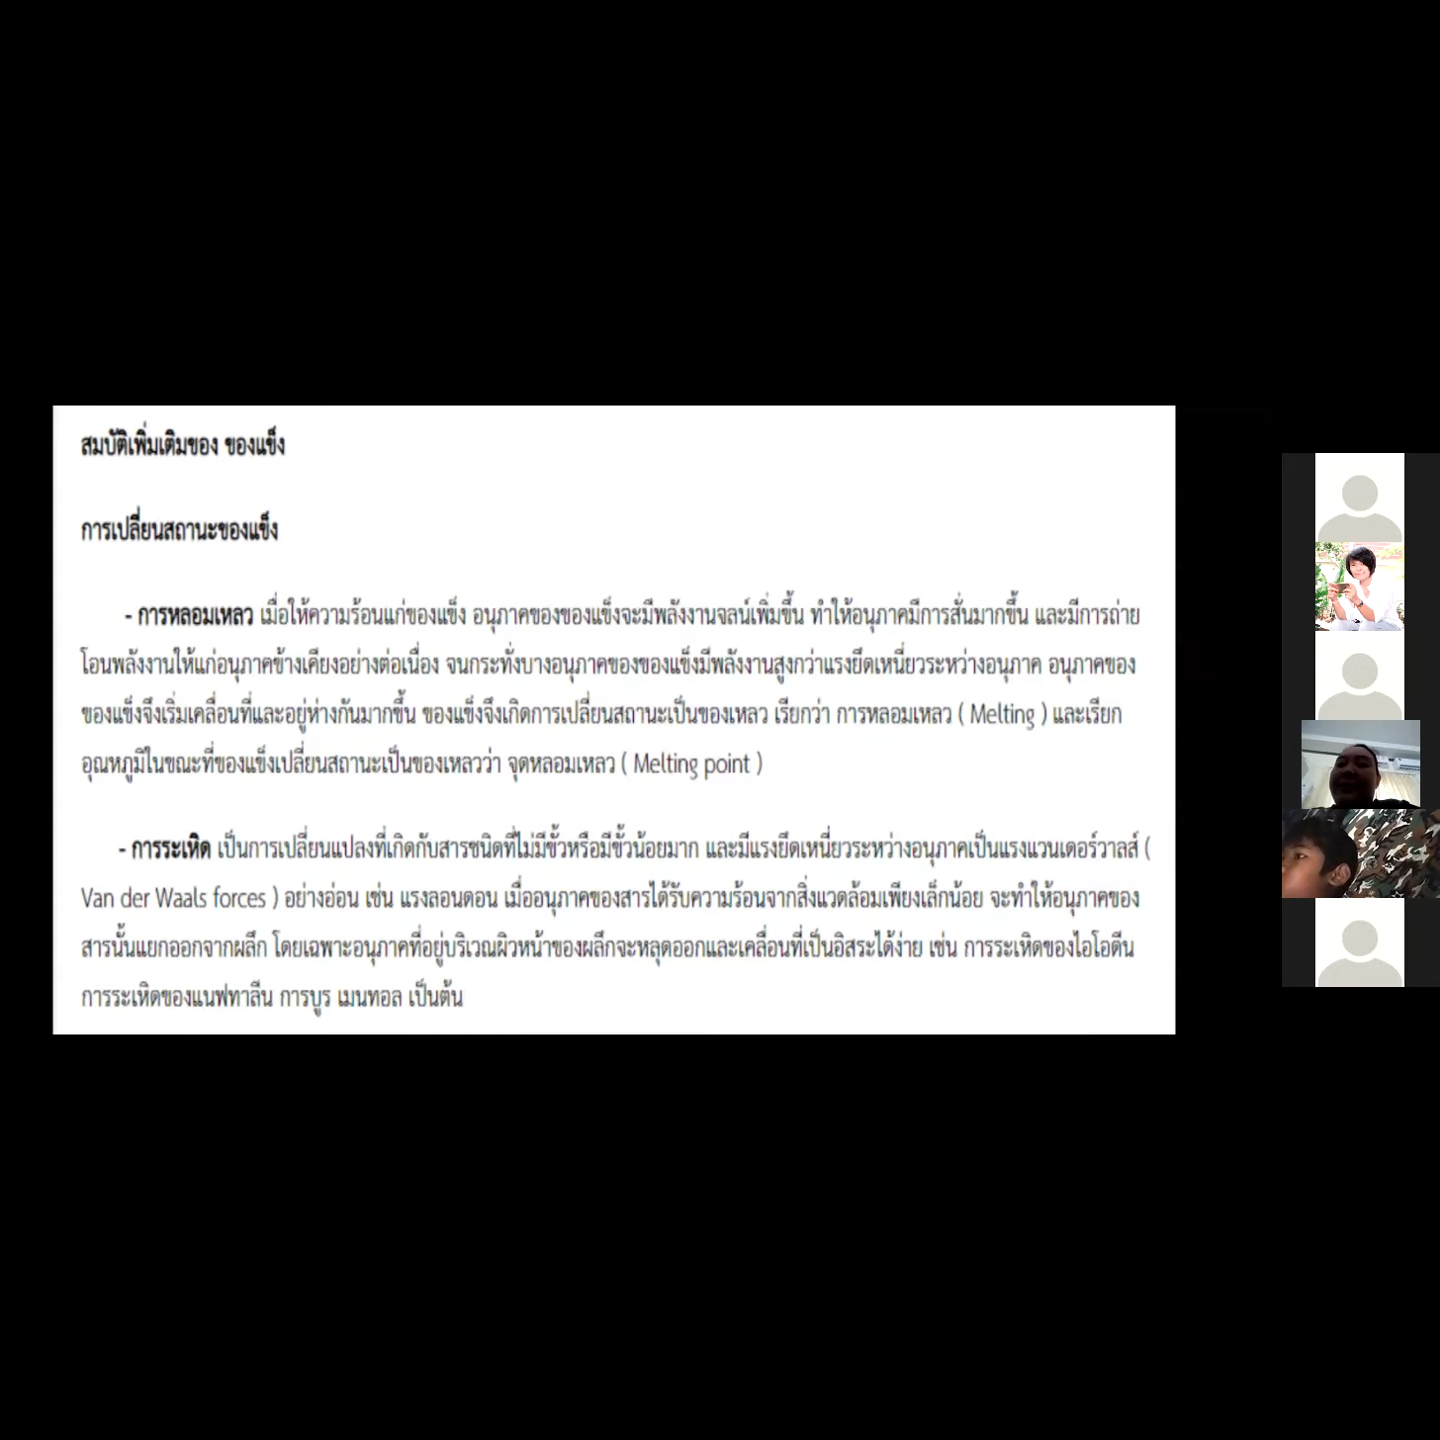 สมบัติเพิ่มเติมของ ของแข็ง
การเปลี่ยนสถานะของแข็ง
- การหลอมเหลว เมื่อให้ความร้อนแก่ของแข็ง อนุภาคของของแข็งจะมีพลังงานจลน์เพิ่มขึ้น ทำให้อนุภาคมีการสั่นมากขึ้น และมีการถ่าย
โอนพลังงานให้แก่อนุภาคข้างเคียงอย่างต่อเนื่อง จนกระทั่งบางอนุภาคของของแข็งมีพลังงานสูงกว่าแรงยึดเหนี่ยวระหว่างอนุภาค อนุภาคของ
ของแข็งจึงเริ่มเคลื่อนที่และอยู่ห่างกันมากขึ้น ของแข็งจึงเกิดการเปลี่ยนสถานะเป็นของเหลว เรียกว่า การหลอมเหลว ( Melting ) และเรียก
อุณหภูมิในขณะที่ของแข็งเปลี่ยนสถานะเป็นของเหลวว่า จุดหลอมเหลว ( Melting point )
- การระเหิด เป็นการเปลี่ยนแปลงที่เกิดกับสารชนิดที่ไม่มีขั้วหรือมีขั้วน้อยมาก และมีแรงยึดเหนี่ยวระหว่างอนุภาคเป็นแรงแวนเดอร์วาลส์ (
Van der Waals forces ) อย่างอ่อน เช่น แรงลอนดอน เมื่ออนุภาคของสารได้รับความร้อนจากสิ่งแวดล้อมเพียงเล็กน้อย จะทำให้อนุภาคของ
สารนั้นแยกออกจากผลึก โดยเฉพาะอนุภาคที่อยู่บริเวณผิวหน้าของผลึกจะหลุดออกและเคลื่อนที่เป็นอิสระได้ง่าย เช่น การระเหิดของไอโอดีน
การระเหิดของแนฟทาลีน การบูร เมนทอล เป็นต้น